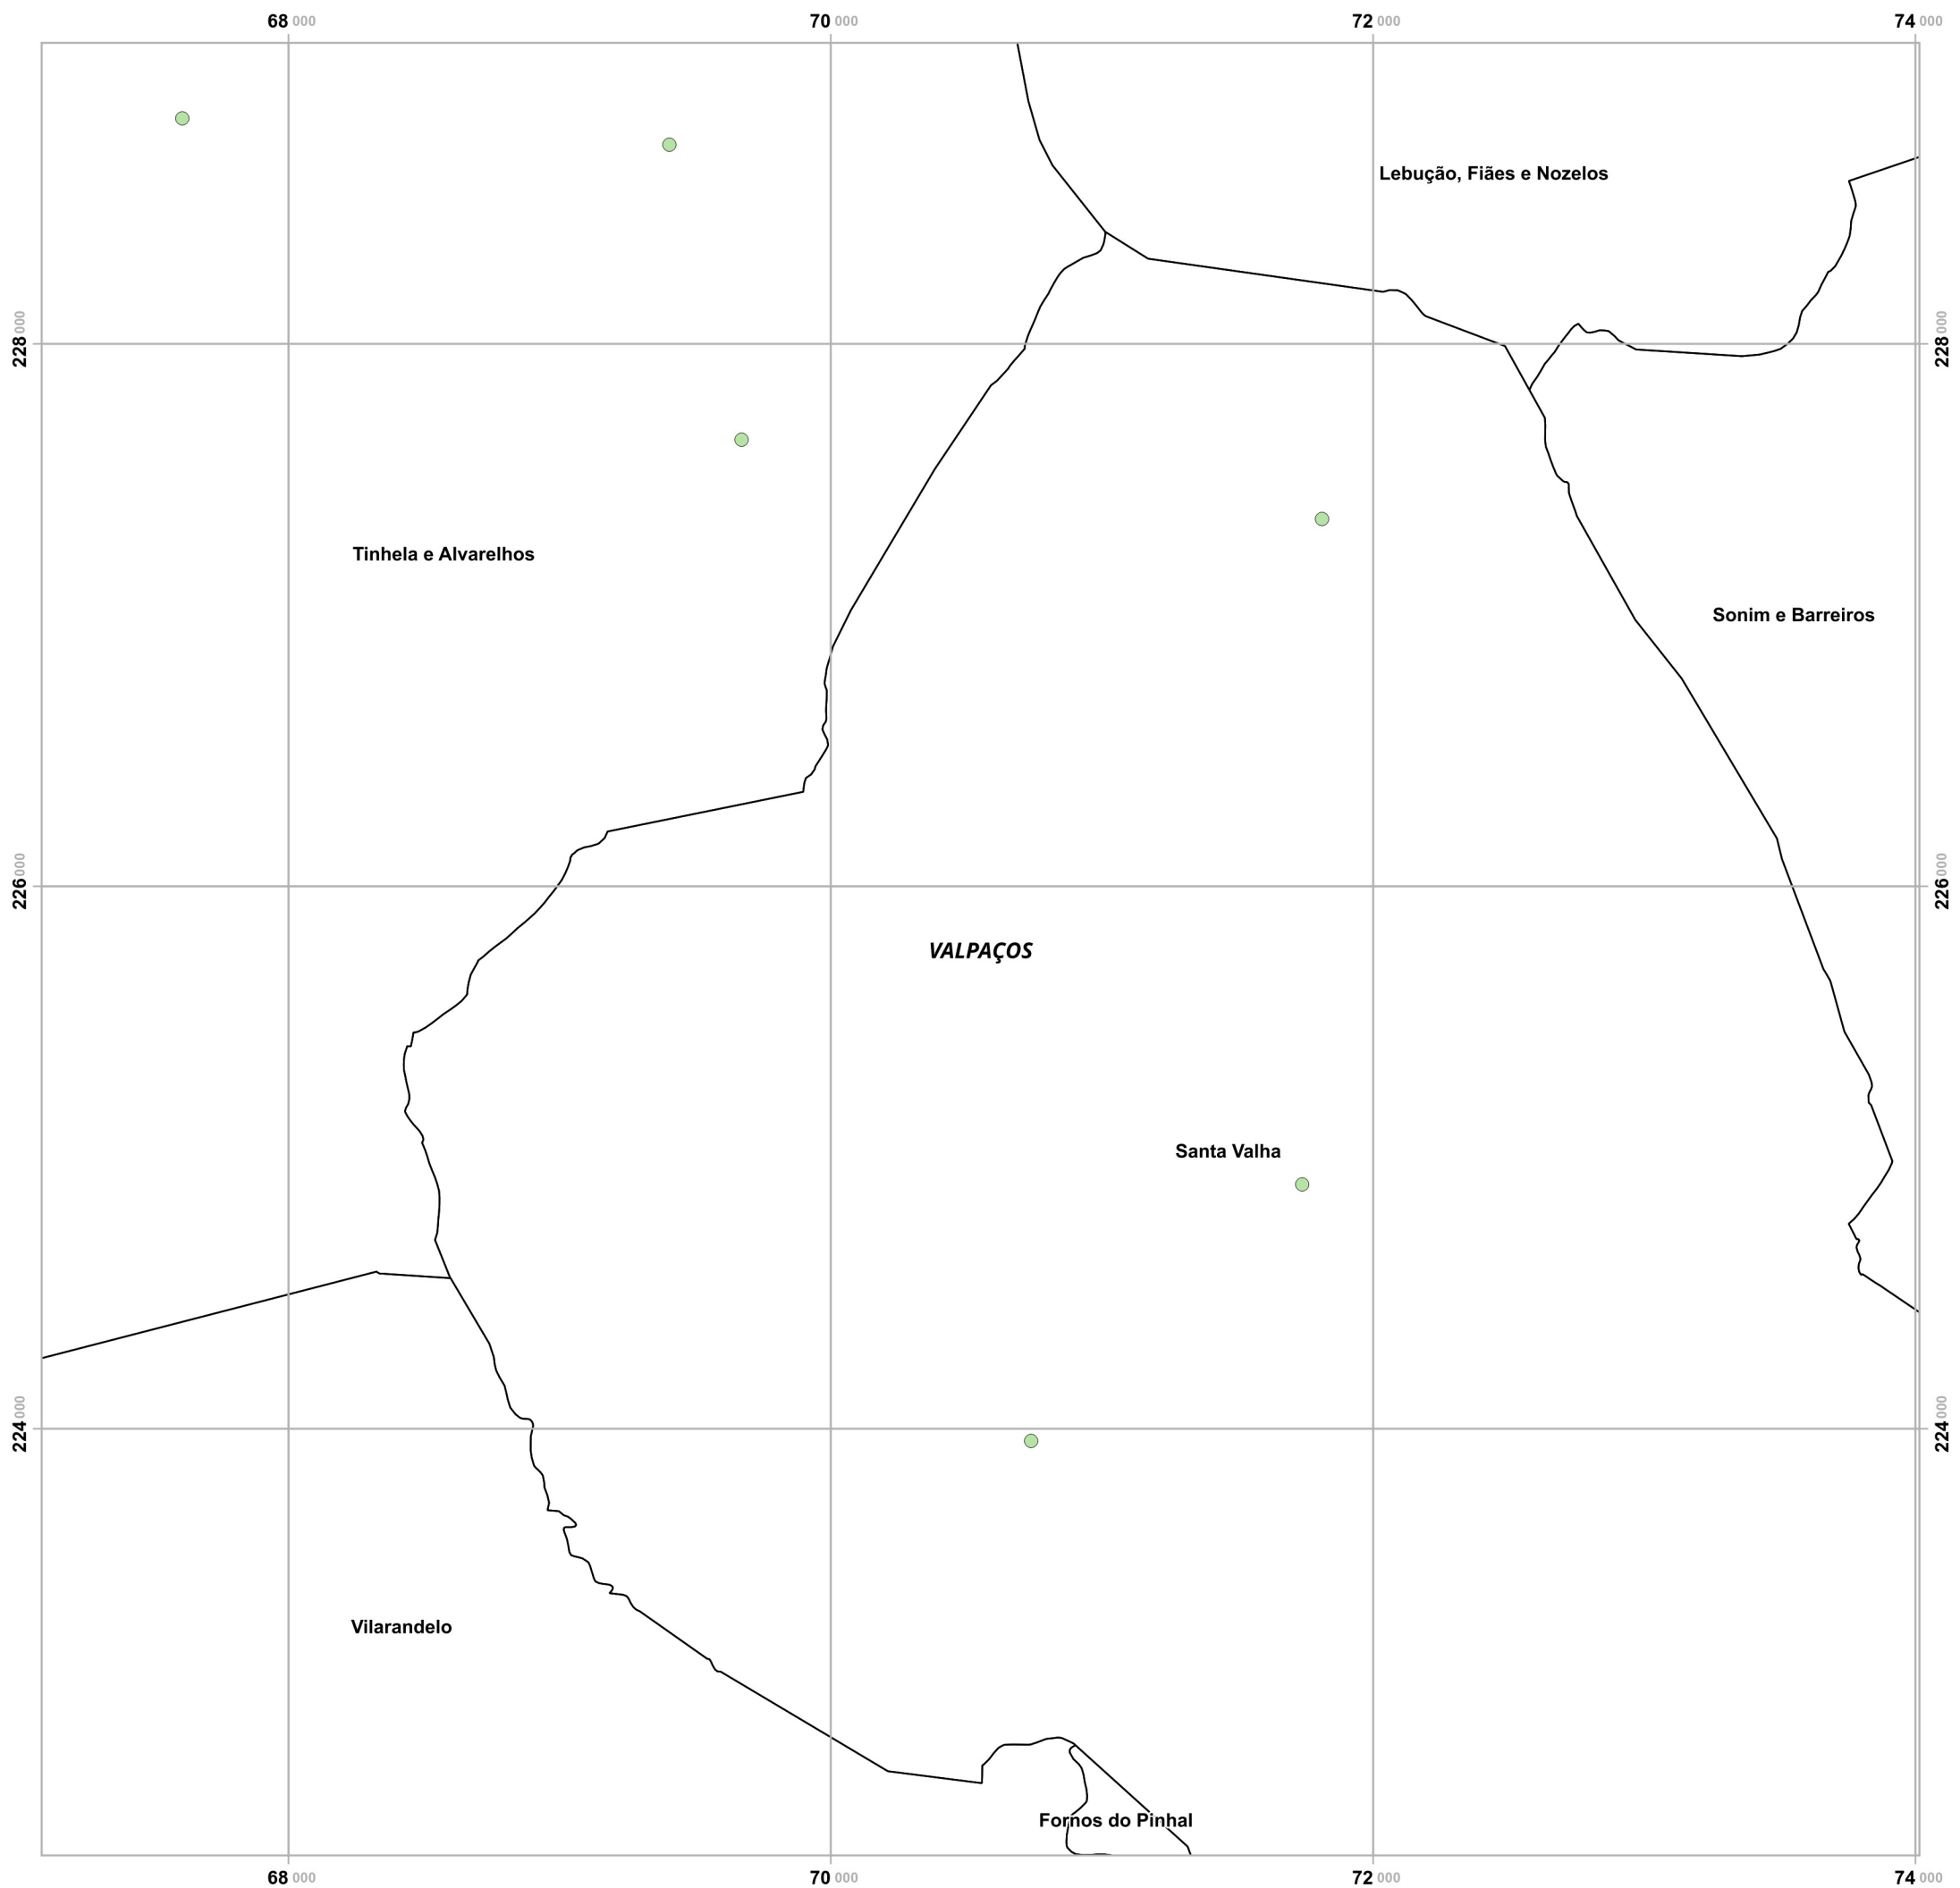 68 000 70 000 72 000 74 000
Lebução, Fiães e Nozelos
228 000 228 000
Tinhela e Alvarelhos
Sonim e Barreiros
226 000 226 000
VALPAÇOS
Santa Valha
224 000 224 000
Vilarandelo
Fornos do Pinhal
68 000 70 000 72 000 74 000